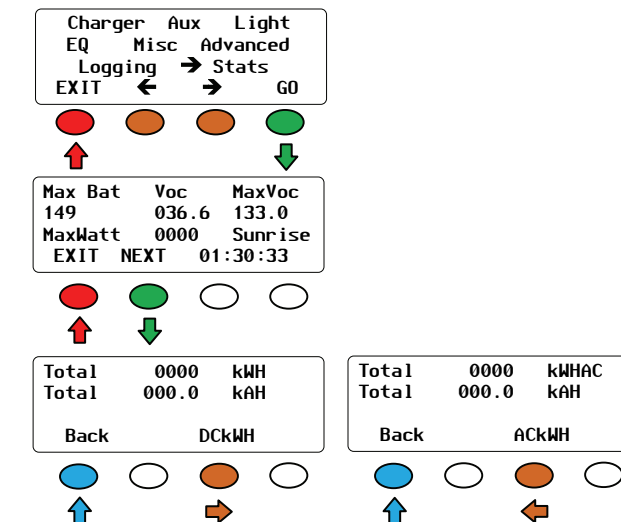 Charger Aux Light
EQ Misc Advanced
Logging → Stats
EXIT ← → GO
Max Bat Voc MaxVoc
149 036.6 133.0
MaxWatt 0000 Sunrise
EXIT NEXT 01:30:33
Total 0000 kWH
Total 000.0 kAH
Back DCkWH
Total 0000 kWHAC
Total 000.0 kAH
Back ACkWH